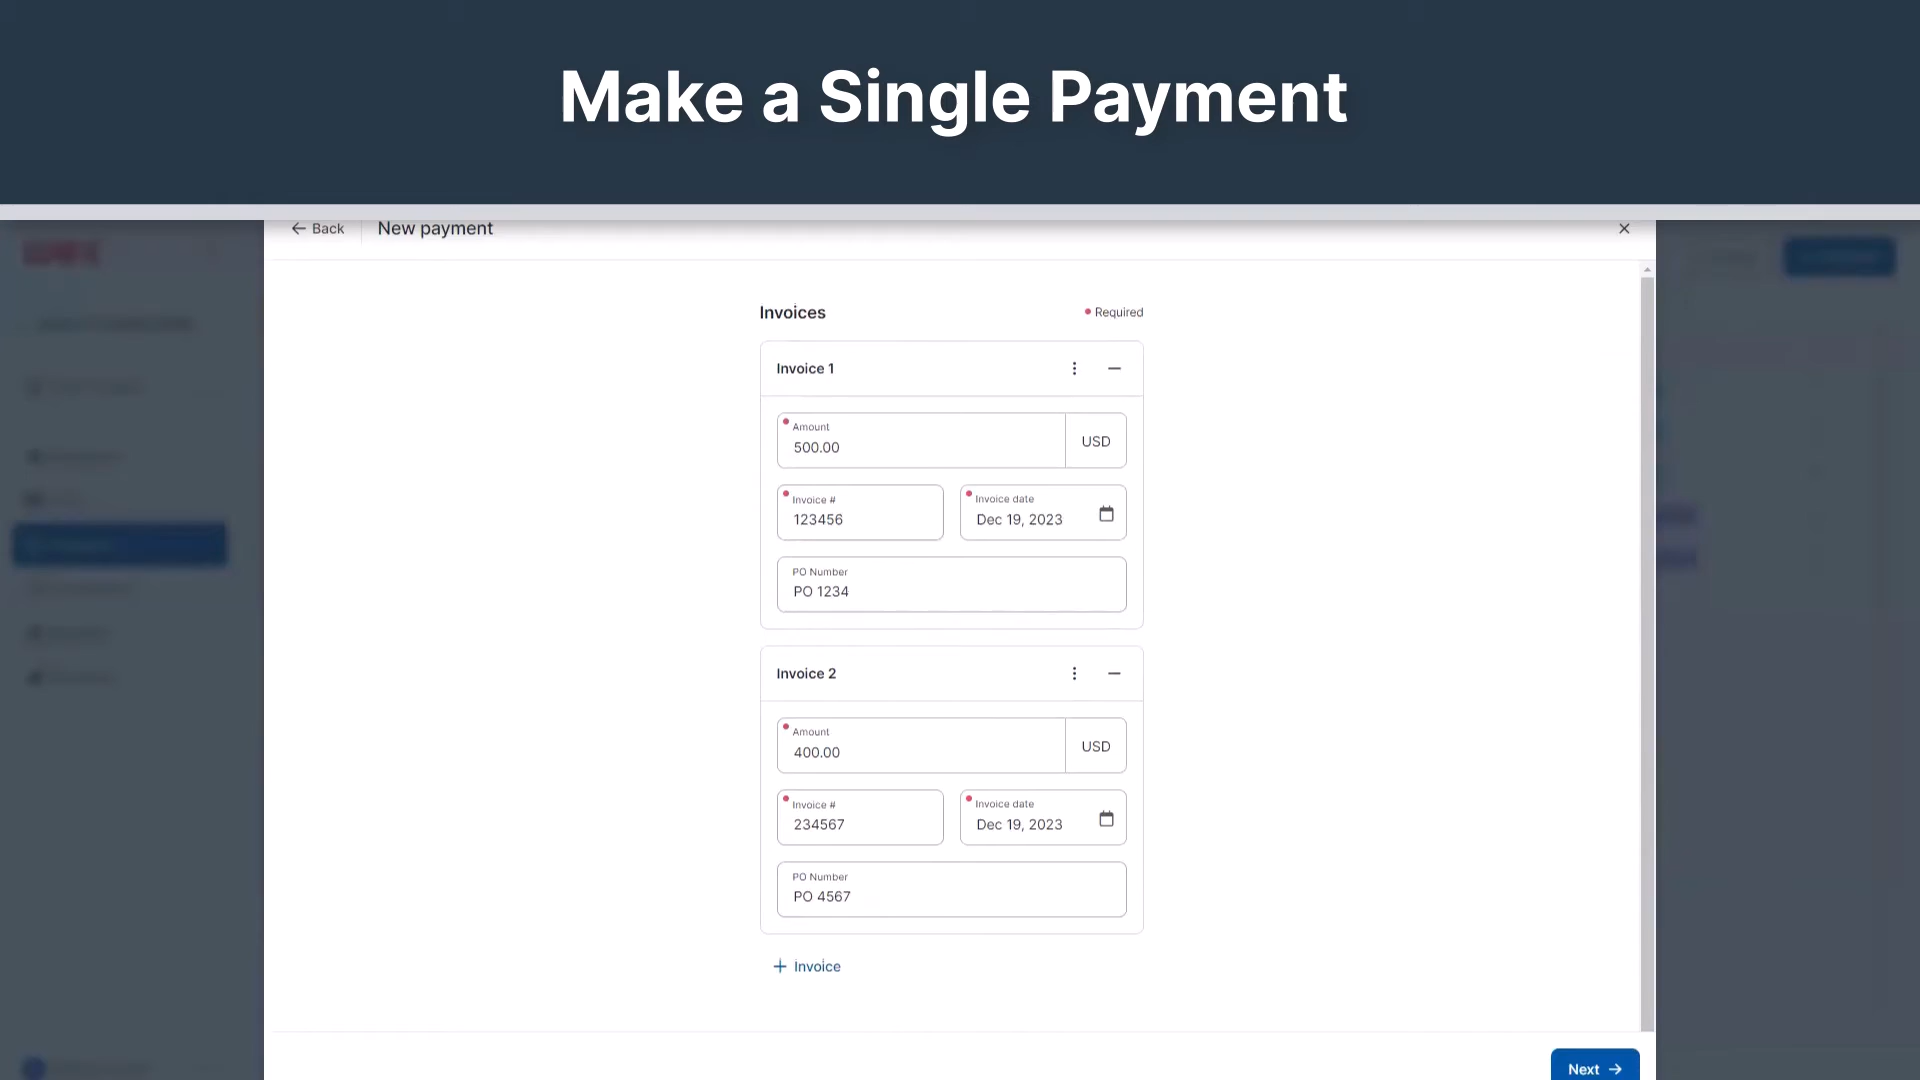 Make a Single Payment
Back
New payment
Invoices
Required
Invoice 1
Amount
500.00
USD
Invoice #
123456
Invoice date
Dec 19, 2023
PO Number
PO 1234
Invoice 2
Amount
400.00
USD
Invoice #
234567
Invoice date
Dec 19, 2023
PO Number
PO 4567
+ Invoice
Next